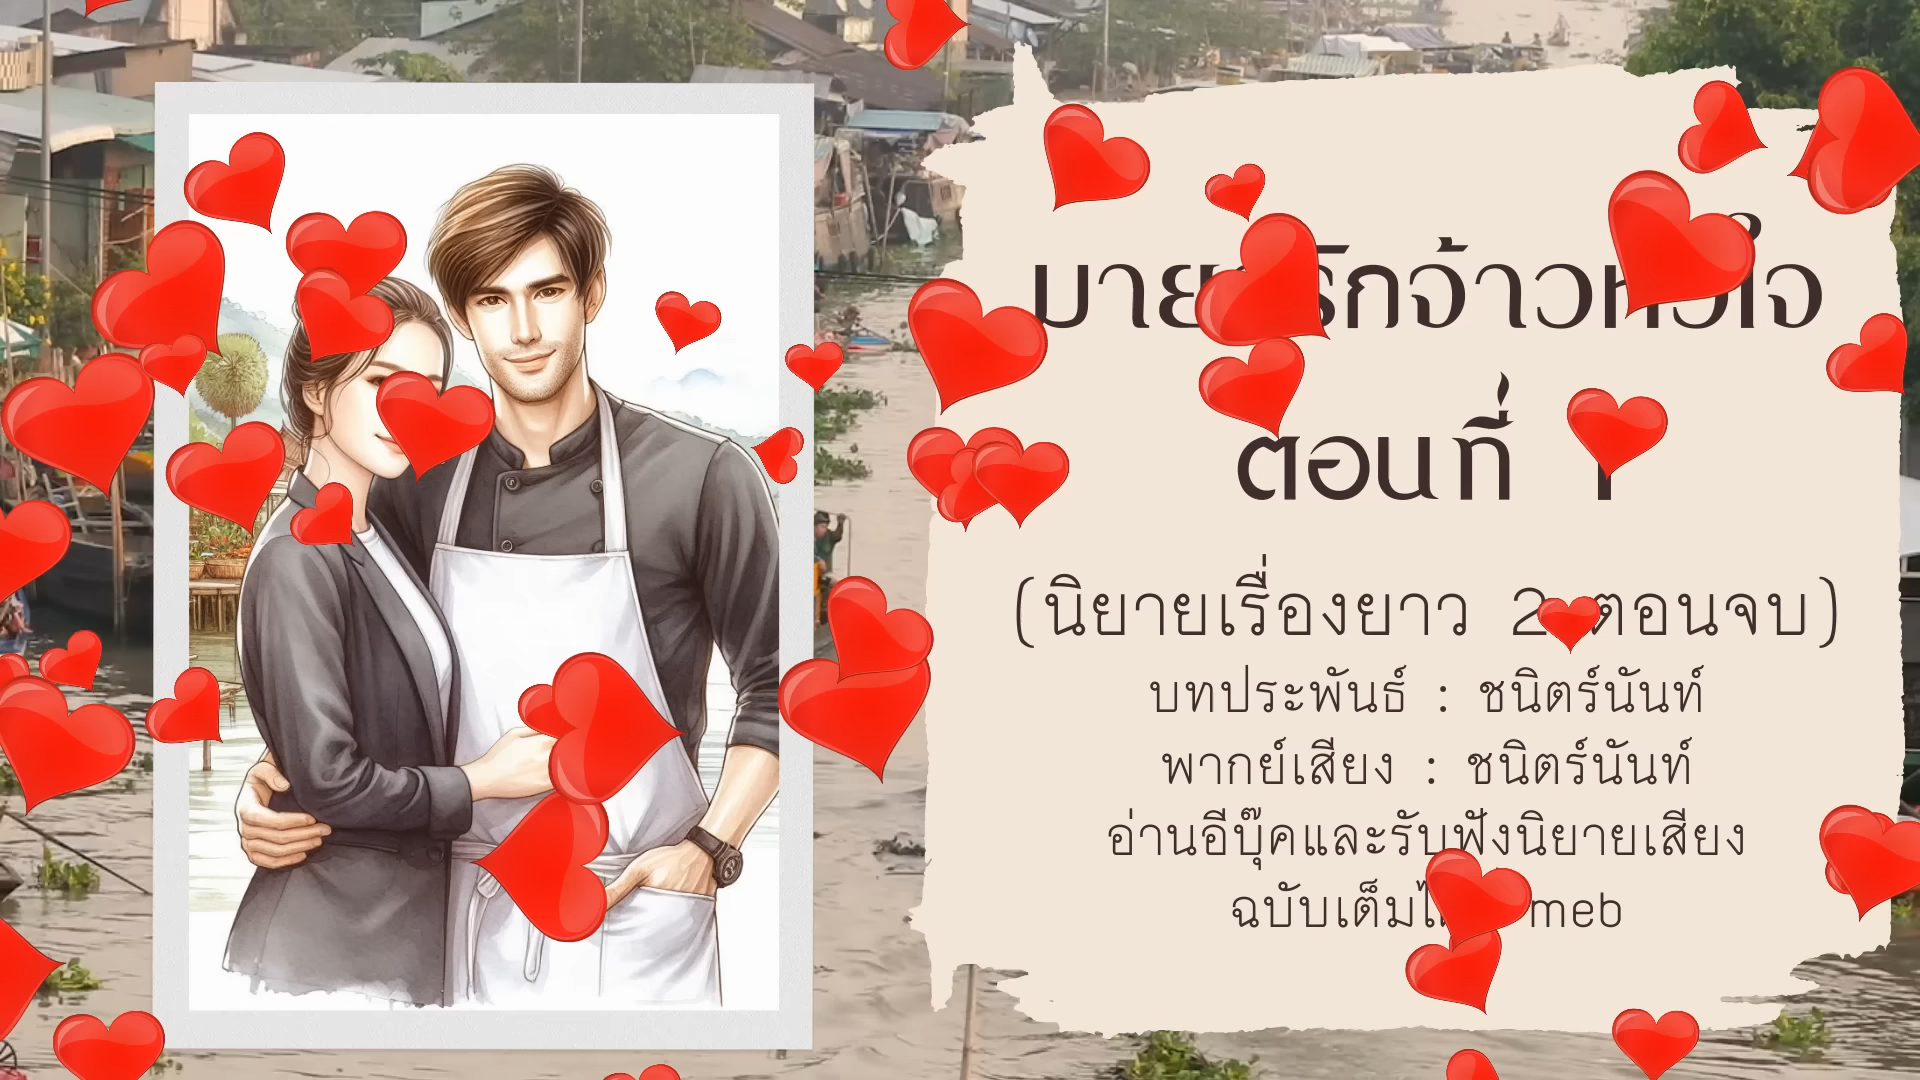 จ้าว
ตอนที่ 1
(นิยายเรื่องยาว 2 ตอนจบ)
บทประพันธ์ : ชนิตร์นันท์
พากย์เสียง : ชนิตร์นันท์
อ่านอีบุ๊คและรับฟังนิยายเสียง
ฉบับเต็ม meb